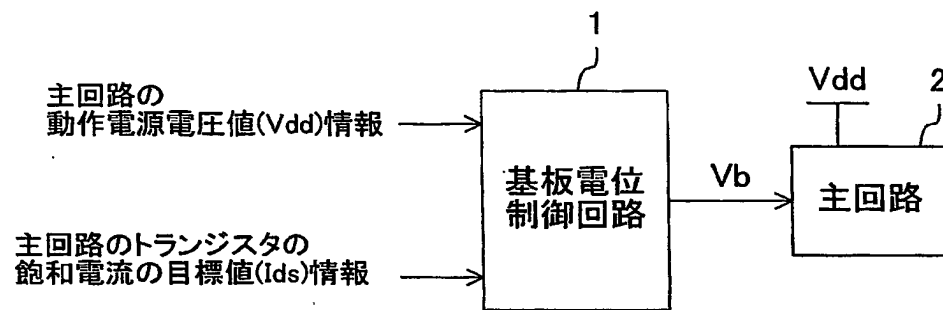 1
主回路の
動作電源電圧値(Vdd)情報
Vdd
2
基板電位
制御回路
Vb
主回路
主回路のトランジスタの
飽和電流の目標値(Ids)情報